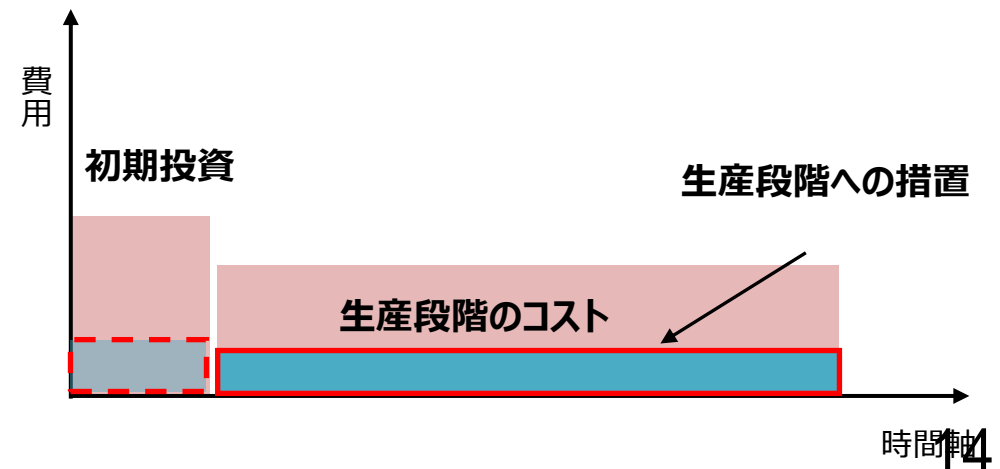 費用
初期投資
生産段階への措置
生産段階のコスト
時間軸
14